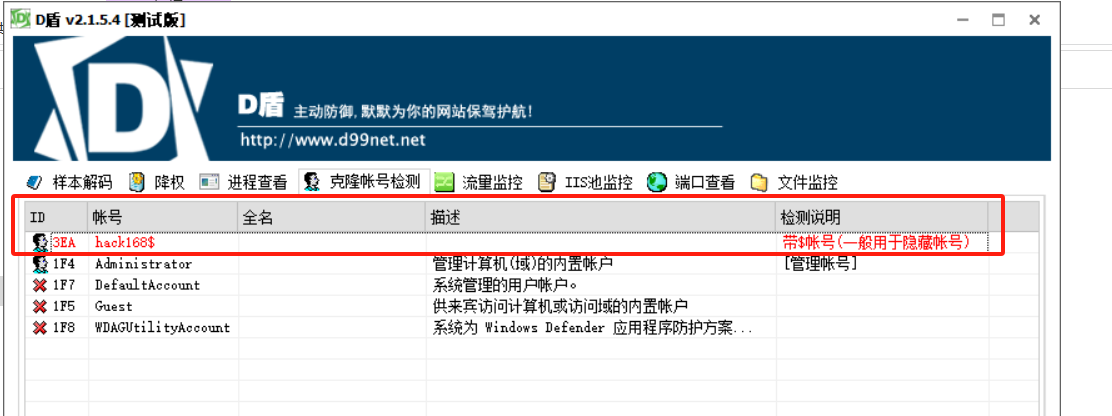 D盾 v2.1.5.4 [测试版]
D盾 主动防御,默默为你的网站保驾护航!
http://www.d99net.net
样本解码 降权 进程查看 克隆帐号检测 流量监控 IIS池监控 端口查看 文件监控
ID 帐号 全名 描述 检测说明
3EA hack168$ 带$帐号(一般用于隐藏帐号)
1F4 Administrator 管理计算机(域)的内置帐户 [管理帐号]
1F7 DefaultAccount 系统管理的用户帐户。
1F5 Guest 供来宾访问计算机或访问域的内置帐户
1F8 WDAGUtilityAccount 系统为 Windows Defender 应用程序防护方案...